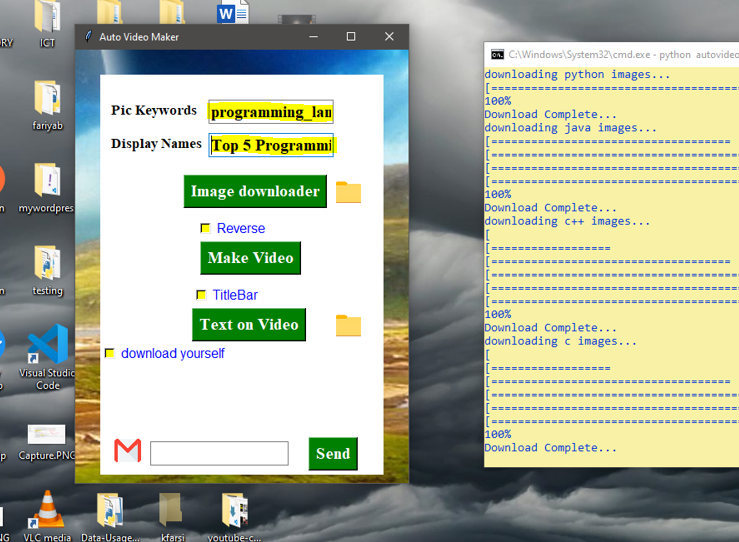 ORY
ICT
fariyab
mywordpres
testing
Visual Studio
Code
Capture.PNG
NG
VLC media
Data-Usage...
kfarsi
youtube-c...
Auto Video Maker
Pic Keywords
programming_lan
Display Names
Top 5 Programmi
Image downloader
Reverse
Make Video
TitleBar
Text on Video
download yourself
Send
C:\Windows\System32\cmd.exe - python autovideo
downloading python images...
[=====================================
100%
Download Complete...
downloading java images...
[===================================
[=====================================
[=====================================
[=====================================
100%
Download Complete...
downloading c++ images...
[
[==================
[===================================
[=====================================
[=====================================
[=====================================
100%
Download Complete...
downloading c images...
[
[==================
[===================================
[=====================================
[=====================================
[=====================================
100%
Download Complete...